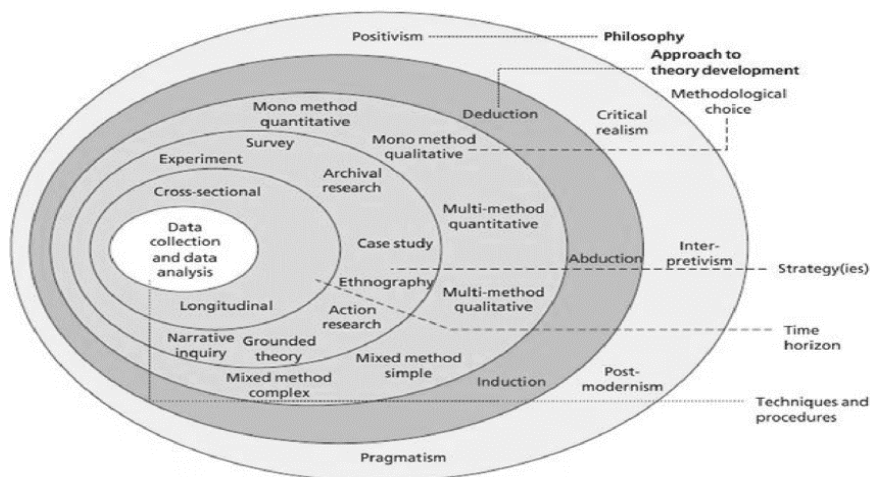 Positivism
Philosophy
Approach to
theory development
Methodological
choice
Mono method
quantitative
Deduction
Critical
realism
Survey
Mono method
qualitative
Experiment
Archival
research
Cross-sectional
Multi-method
quantitative
Data
collection
and data
analysis
Case study
Abduction
Inter-
pretivism
Strategy(ies)
Ethnography
Multi-method
qualitative
Longitudinal
Action
research
Time
horizon
Narrative
inquiry
Grounded
theory
Mixed method
simple
Mixed method
complex
Induction
Post-
modernism
Techniques and
procedures
Pragmatism